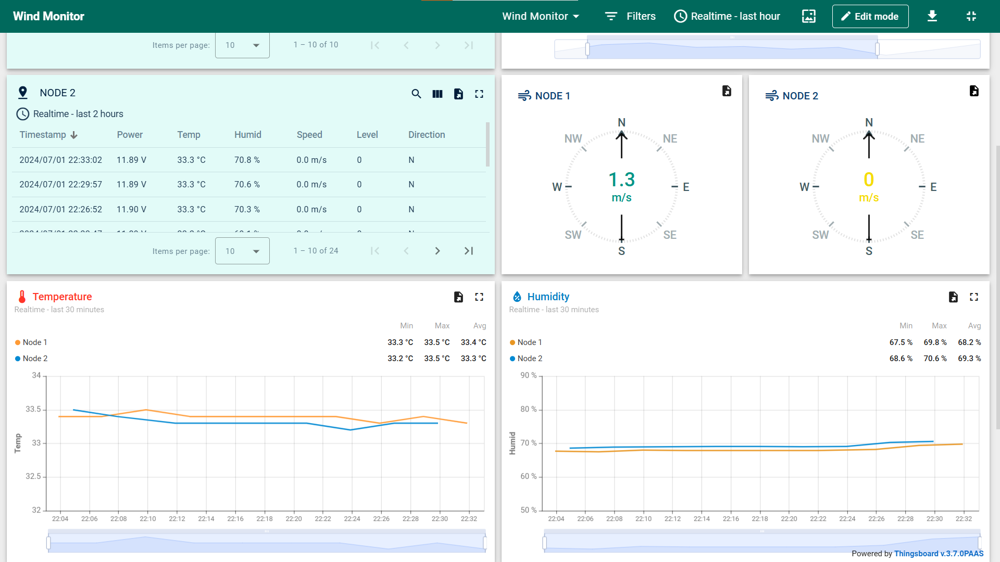 Wind Monitor
Wind Monitor
Filters
Realtime - last hour
Edit mode
Items per page:
10
1 – 10 of 10
NODE 2
Realtime - last 2 hours
Timestamp Power Temp Humid Speed Level Direction
2024/07/01 22:33:02 11.89 V 33.3 °C 70.8 % 0.0 m/s 0 N
2024/07/01 22:29:57 11.89 V 33.3 °C 70.6 % 0.0 m/s 0 N
2024/07/01 22:26:52 11.90 V 33.3 °C 70.3 % 0.0 m/s 0 N
Items per page:
10
1 – 10 of 24
NODE 1
N
NW NE
1.3
W E
m/s
SW SE
S
NODE 2
N
NW NE
0
W E
m/s
SW SE
S
Temperature
Realtime - last 30 minutes
Min Max Avg
Node 1 33.3 °C 33.5 °C 33.4 °C
Node 2 33.2 °C 33.5 °C 33.3 °C
34
33.5
33
32.5
32
Temp
22:04 22:06 22:08 22:10 22:12 22:14 22:16 22:18 22:20 22:22 22:24 22:26 22:28 22:30 22:32
Humidity
Realtime - last 30 minutes
Min Max Avg
Node 1 67.5 % 69.8 % 68.2 %
Node 2 68.6 % 70.6 % 69.3 %
90 %
80 %
70 %
60 %
50 %
Humid
22:04 22:06 22:08 22:10 22:12 22:14 22:16 22:18 22:20 22:22 22:24 22:26 22:28 22:30 22:32
Powered by Thingsboard v.3.7.0PAAS